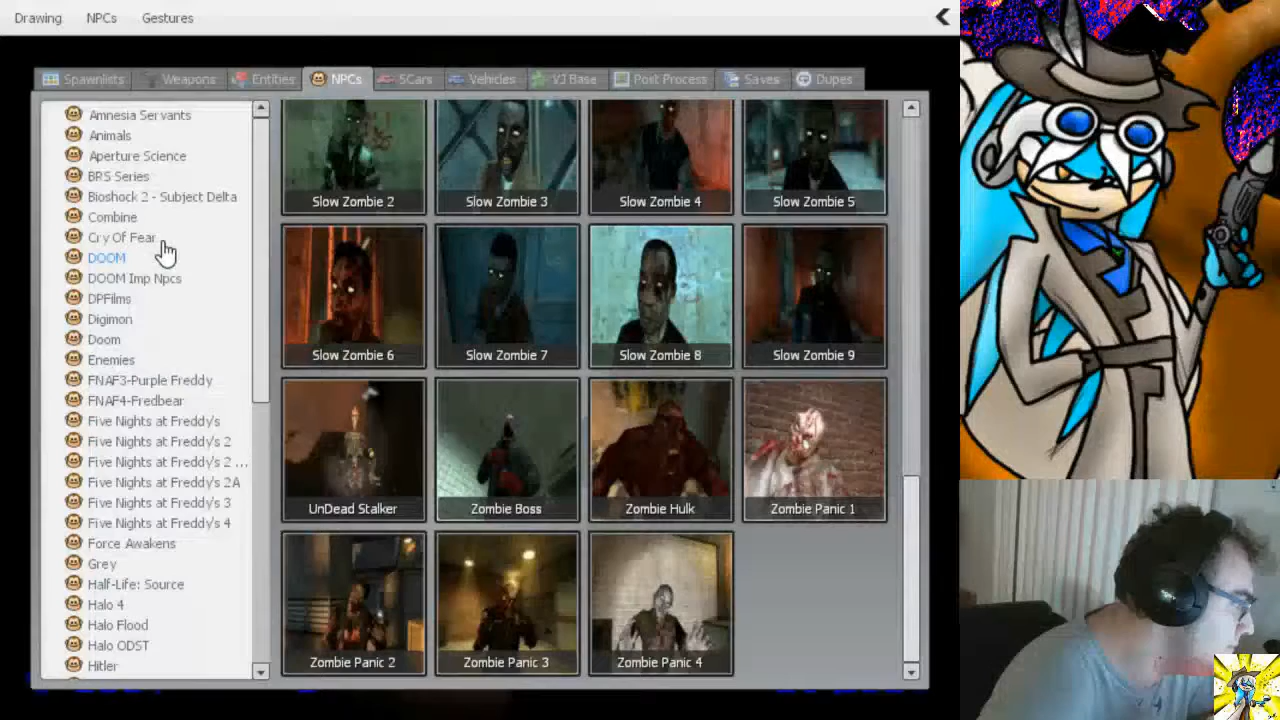 Drawing NPCs Gestures
Spawnlists Weapons Entities NPCs SCars Vehicles VJ Base Post Process Saves Dupes
Amnesia Servants
Animals
Aperture Science
BRS Series
Bioshock 2 - Subject Delta
Combine
Cry Of Fear
DOOM
DOOM Imp Npcs
DPFilms
Digimon
Doom
Enemies
FNAF3-Purple Freddy
FNAF4-Fredbear
Five Nights at Freddy's
Five Nights at Freddy's 2
Five Nights at Freddy's 2 ...
Five Nights at Freddy's 2A
Five Nights at Freddy's 3
Five Nights at Freddy's 4
Force Awakens
Grey
Half-Life: Source
Halo 4
Halo Flood
Halo ODST
Hitler
Slow Zombie 2 Slow Zombie 3 Slow Zombie 4 Slow Zombie 5
Slow Zombie 6 Slow Zombie 7 Slow Zombie 8 Slow Zombie 9
UnDead Stalker Zombie Boss Zombie Hulk Zombie Panic 1
Zombie Panic 2 Zombie Panic 3 Zombie Panic 4